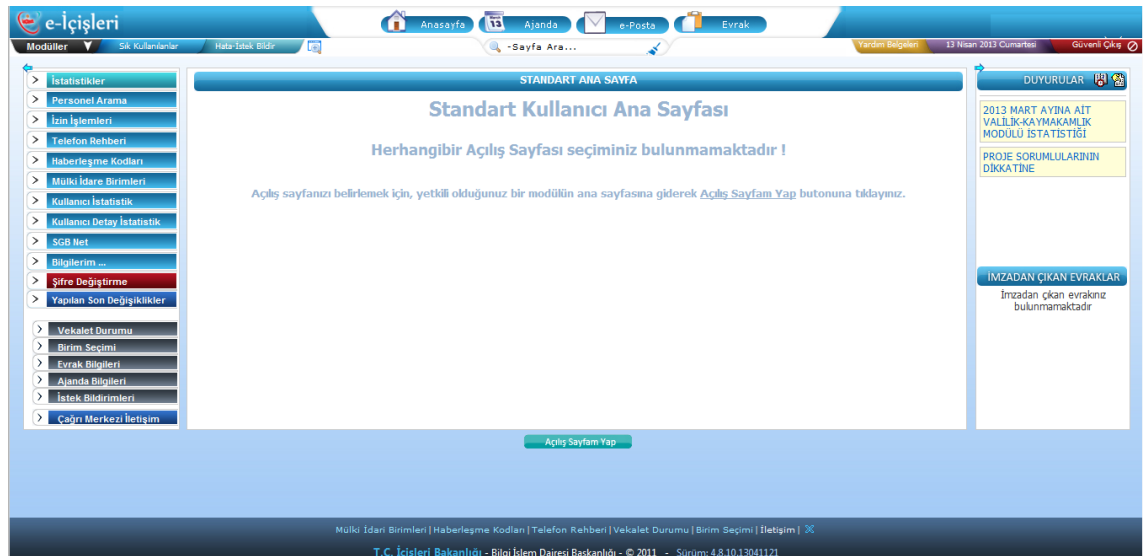 e-İçişleri
Anasayfa
Ajanda
e-Posta
Evrak
Modüller
Sık Kullanılanlar
Hata-İstek Bildir
-Sayfa Ara...
Yardım Belgeleri
13 Nisan 2013 Cumartesi
Güvenli Çıkış
İstatistikler
Personel Arama
İzin İşlemleri
Telefon Rehberi
Haberleşme Kodları
Mülki İdare Birimleri
Kullanıcı İstatistik
Kullanıcı Detay İstatistik
SGB Net
Bilgilerim ...
Şifre Değiştirme
Yapılan Son Değişiklikler
Vekalet Durumu
Birim Seçimi
Evrak Bilgileri
Ajanda Bilgileri
İstek Bildirimleri
Çağrı Merkezi İletişim
STANDART ANA SAYFA
Standart Kullanıcı Ana Sayfası
Herhangibir Açılış Sayfası seçiminiz bulunmamaktadır !
Açılış sayfanızı belirlemek için, yetkili olduğunuz bir modülün ana sayfasına giderek Açılış Sayfam Yap butonuna tıklayınız.
DUYURULAR
2013 MART AYINA AİT
VALİLİK-KAYMAKAMLIK
MODÜLÜ İSTATİSTİĞİ
PROJE SORUMLULARININ
DİKKATİNE
İMZADAN ÇIKAN EVRAKLAR
İmzadan çıkan evrakınız
bulunmamaktadır
Açılış Sayfam Yap
Mülki İdari Birimleri | Haberleşme Kodları | Telefon Rehberi | Vekalet Durumu | Birim Seçimi | İletişim |
T.C. İçişleri Bakanlığı - Bilgi İşlem Dairesi Başkanlığı - © 2011 - Sürüm: 4.8.10.13041121